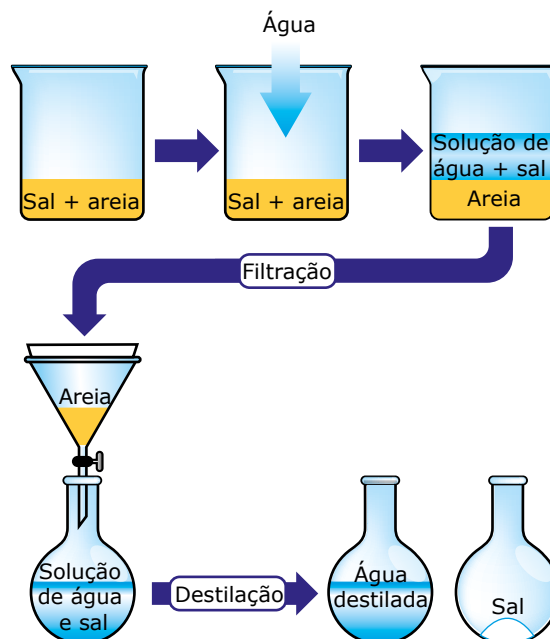 Água
Sal + areia
Sal + areia
Solução de
água + sal
Areia
Filtração
Areia
Solução
de água
e sal
Destilação
Água
destilada
Sal